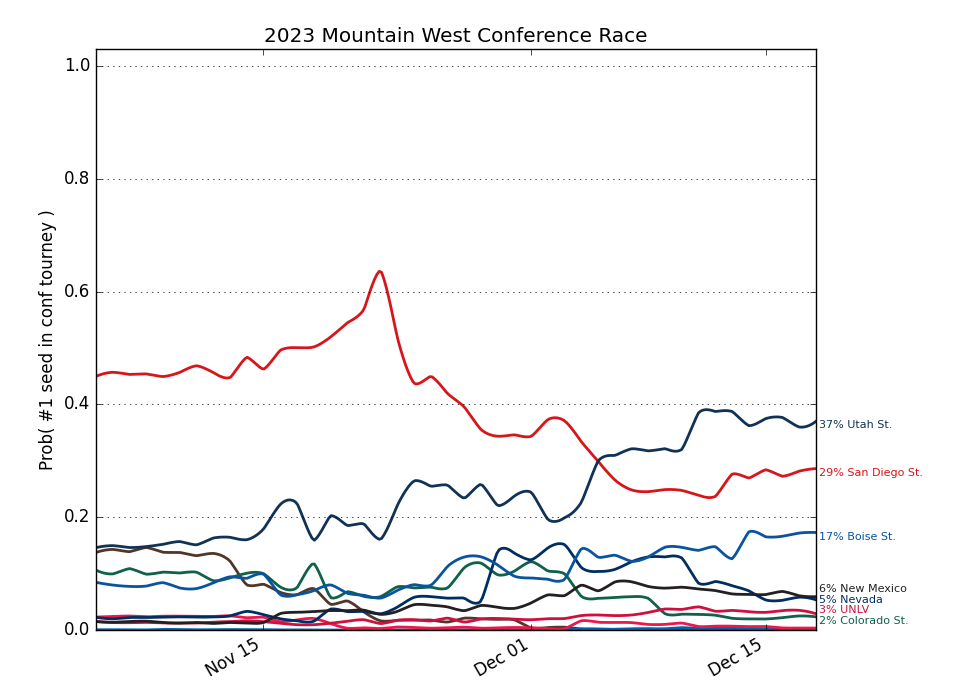 2023 Mountain West Conference Race
Prob( #1 seed in conf tourney )
1.0
0.8
0.6
0.4
0.2
0.0
Nov 15
Dec 01
Dec 15
37% Utah St.
29% San Diego St.
17% Boise St.
6% New Mexico
5% Nevada
3% UNLV
2% Colorado St.